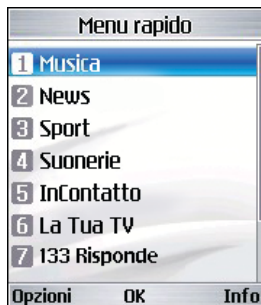 Menu rapido
1 Musica
2 News
3 Sport
4 Suonerie
5 InContatto
6 La Tua TV
7 133 Risponde
Opzioni OK Info